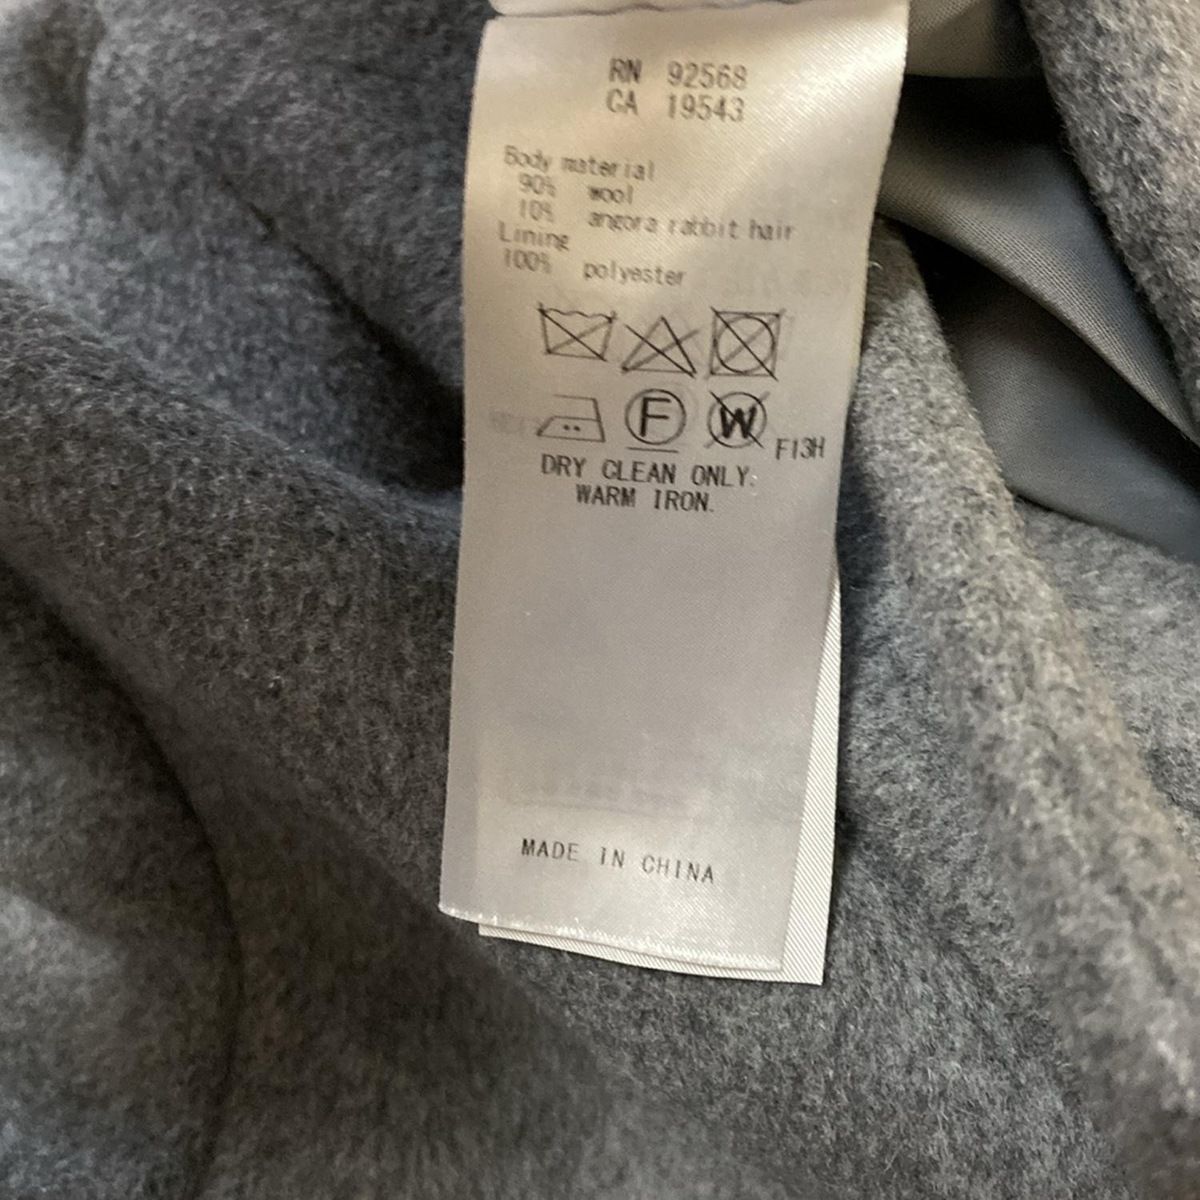 RN 92568
CA 19543
Body material
90% wool
10% angora rabbit hair
Lining
100% polyester
F W F13H
DRY CLEAN ONLY.
WARM IRON.
MADE IN CHINA